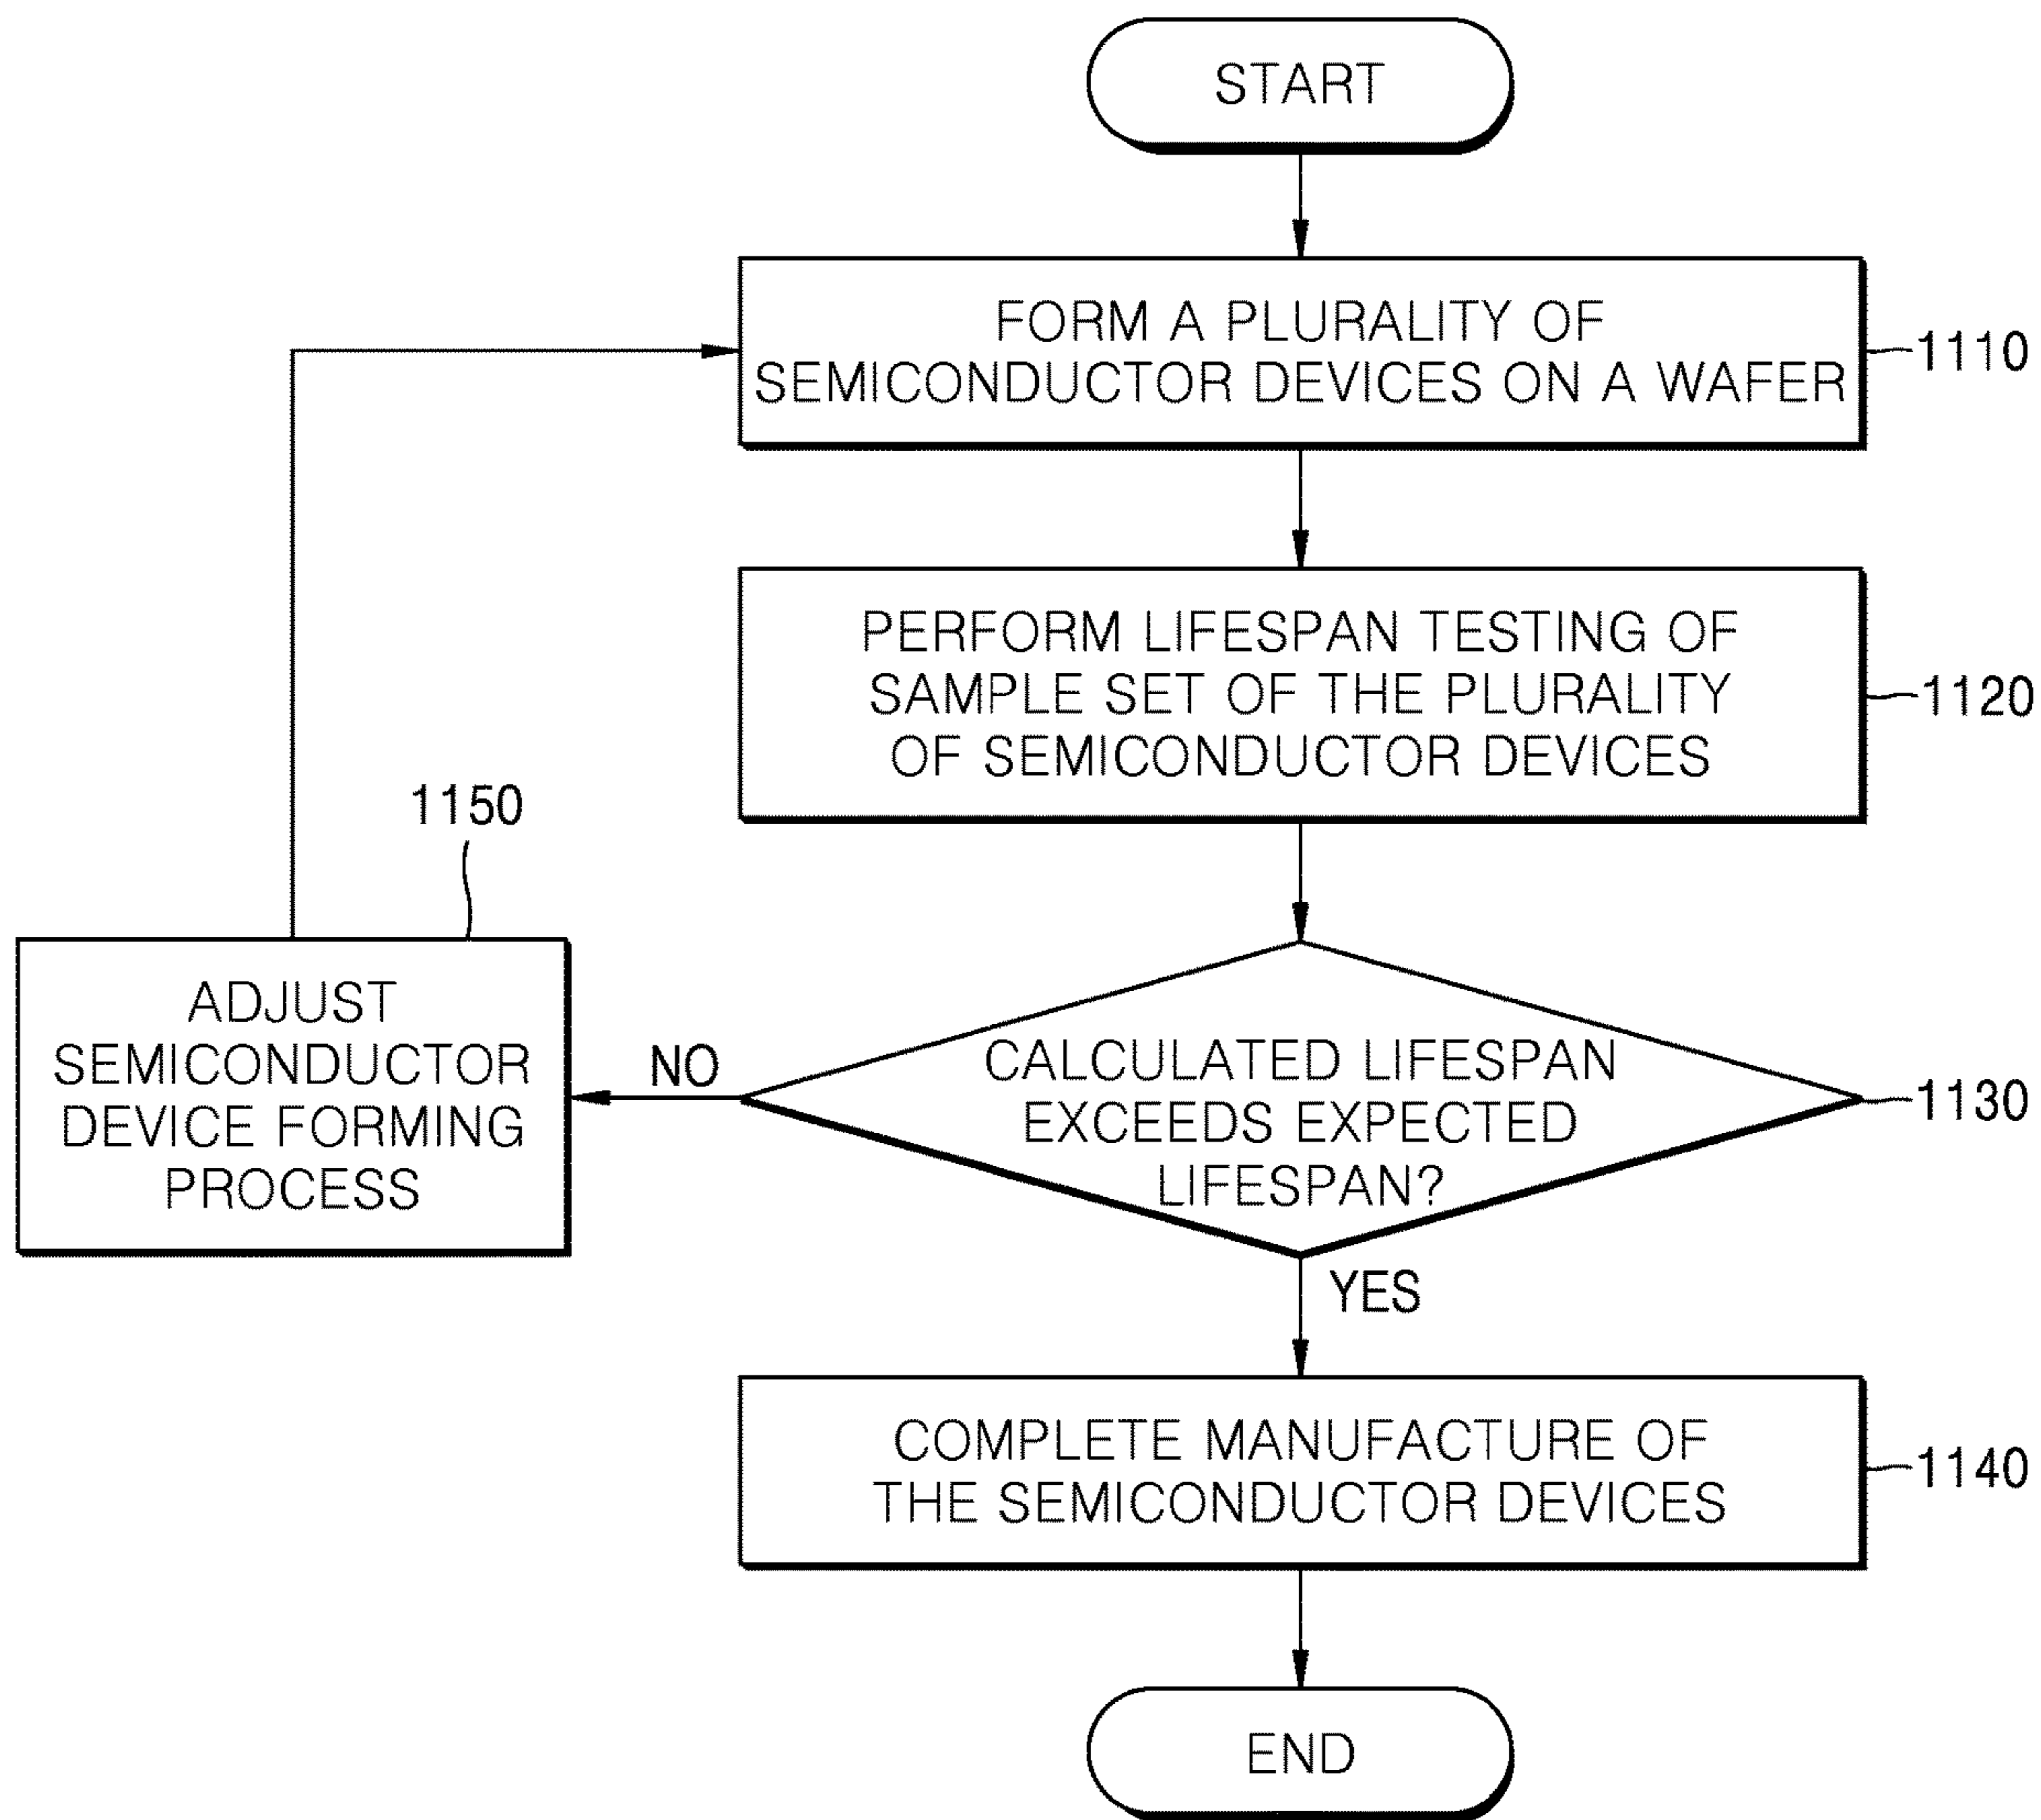 START
FORM A PLURALITY OF
SEMICONDUCTOR DEVICES ON A WAFER
1110
PERFORM LIFESPAN TESTING OF
SAMPLE SET OF THE PLURALITY
OF SEMICONDUCTOR DEVICES
1120
1150
ADJUST
SEMICONDUCTOR
DEVICE FORMING
PROCESS
NO
CALCULATED LIFESPAN
EXCEEDS EXPECTED
LIFESPAN?
1130
YES
COMPLETE MANUFACTURE OF
THE SEMICONDUCTOR DEVICES
1140
END